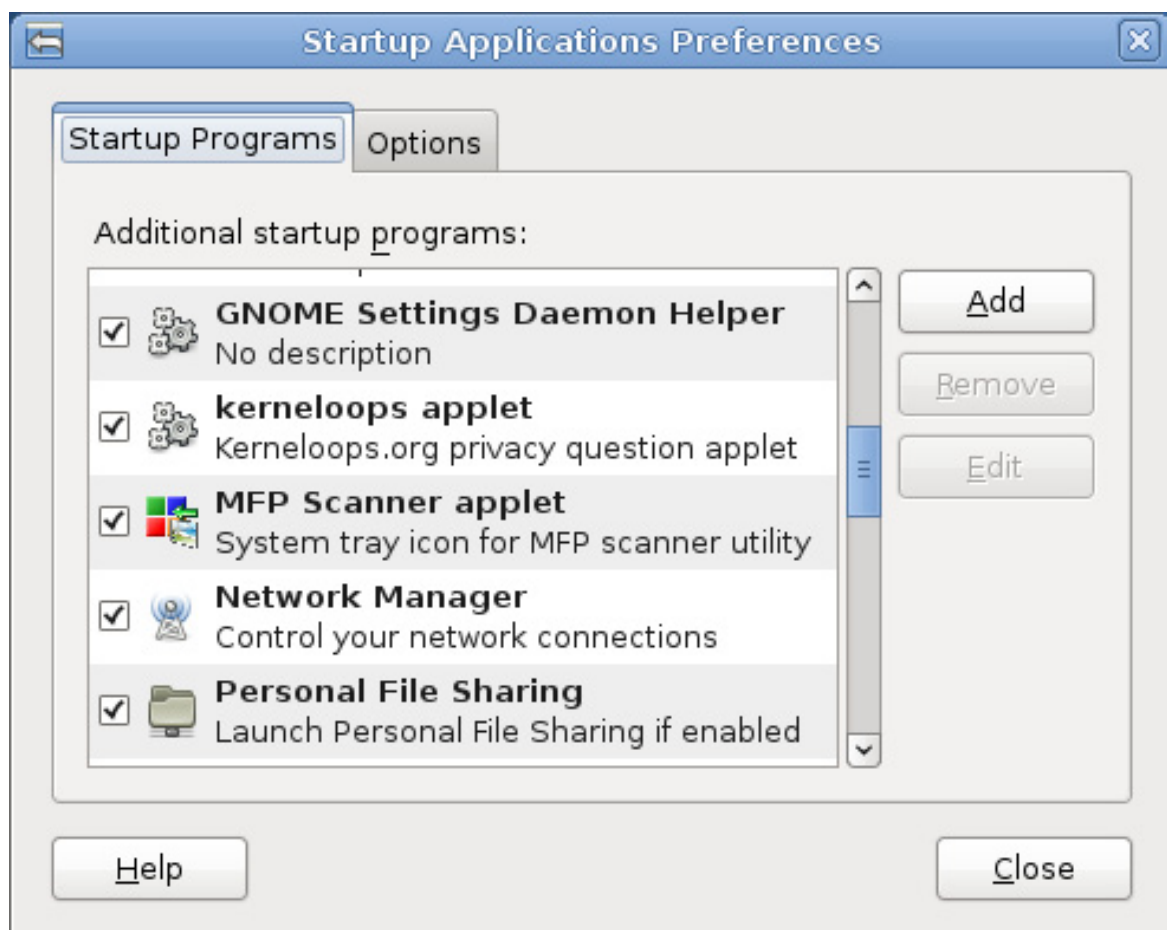 Startup Applications Preferences
Startup Programs
Options
Additional startup programs:
GNOME Settings Daemon Helper
No description
kerneloops applet
Kerneloops.org privacy question applet
MFP Scanner applet
System tray icon for MFP scanner utility
Network Manager
Control your network connections
Personal File Sharing
Launch Personal File Sharing if enabled
Add
Remove
Edit
Help
Close